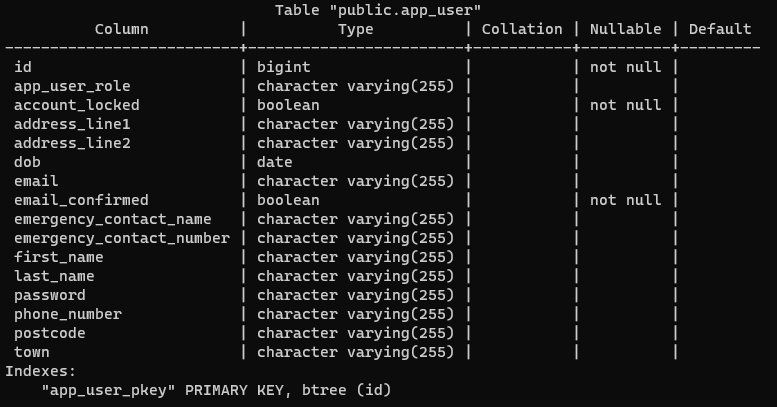 Table "public.app_user"
          Column          |          Type          | Collation | Nullable | Default
--------------------------+------------------------+-----------+----------+---------
 id                       | bigint                 |           | not null |
 app_user_role            | character varying(255) |           |          |
 account_locked           | boolean                |           | not null |
 address_line1            | character varying(255) |           |          |
 address_line2            | character varying(255) |           |          |
 dob                      | date                   |           |          |
 email                    | character varying(255) |           |          |
 email_confirmed          | boolean                |           | not null |
 emergency_contact_name   | character varying(255) |           |          |
 emergency_contact_number | character varying(255) |           |          |
 first_name               | character varying(255) |           |          |
 last_name                | character varying(255) |           |          |
 password                 | character varying(255) |           |          |
 phone_number             | character varying(255) |           |          |
 postcode                 | character varying(255) |           |          |
 town                     | character varying(255) |           |          |
Indexes:
    "app_user_pkey" PRIMARY KEY, btree (id)